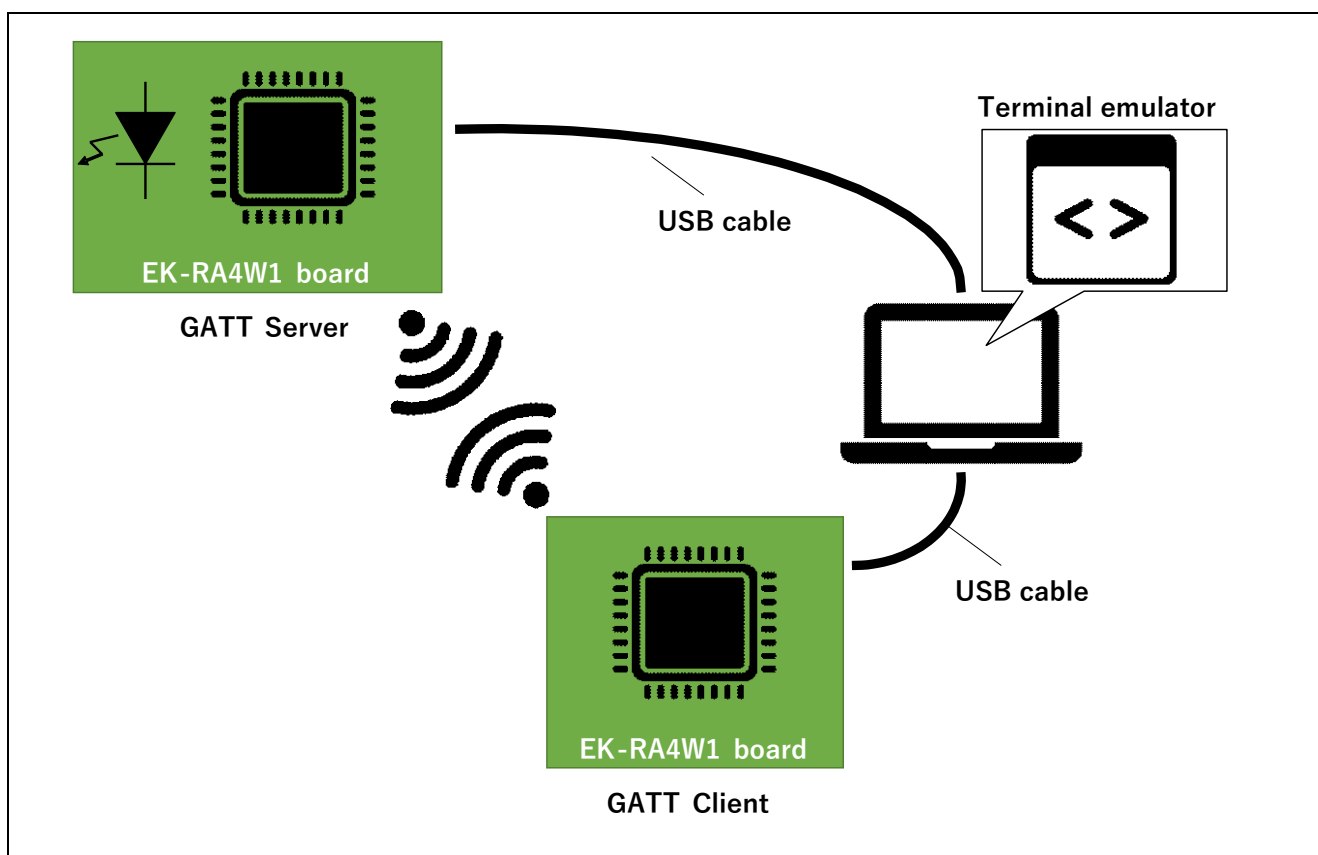 Terminal emulator
USB cable
EK-RA4W1 board
GATT Server
USB cable
EK-RA4W1 board
GATT Client